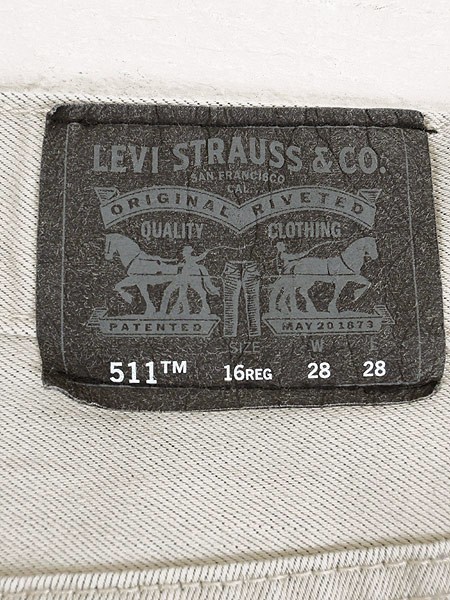 LEVI STRAUSS & CO.
SAN FRANCISCO
CAL.
ORIGINAL RIVETED
QUALITY CLOTHING
PATENTED MAY 20 1873
SIZE W L
511™ 16REG 28 28